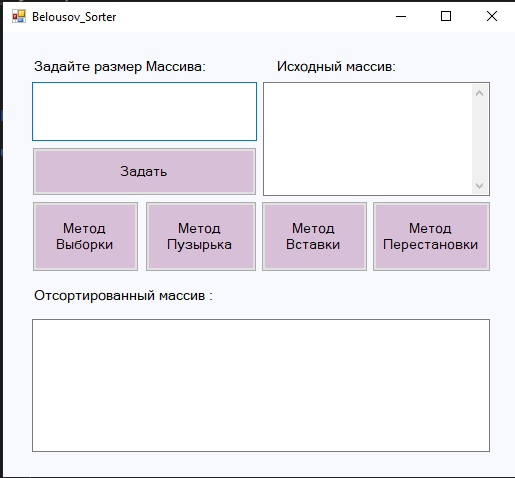 Belousov_Sorter
Задайте размер Массива:
Исходный массив:
Задать
Метод
Выборки
Метод
Пузырька
Метод
Вставки
Метод
Перестановки
Отсортированный массив :